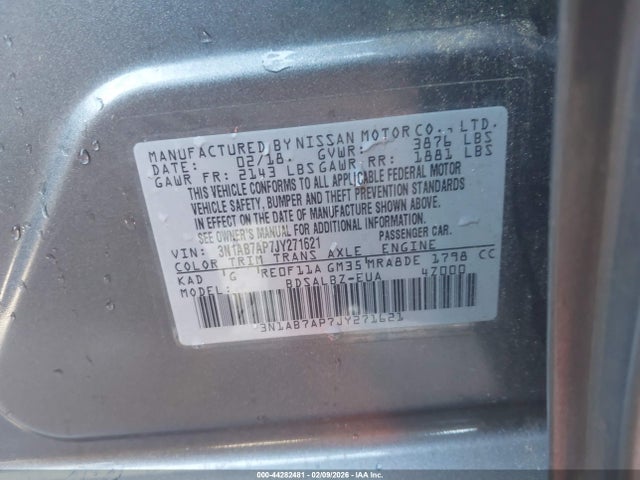 MANUFACTURED BY NISSAN MOTOR CO., LTD.
DATE: 02/18. GVWR: 3876 LBS
GAWR FR: 2143 LBS GAWR RR: 1881 LBS
THIS VEHICLE CONFORMS TO ALL APPLICABLE FEDERAL MOTOR
VEHICLE SAFETY, BUMPER AND THEFT PREVENTION STANDARDS
IN EFFECT ON THE DATE OF MANUFACTURE SHOWN ABOVE.
SEE OWNER'S MANUAL FOR ADDITIONAL INFORMATION.
VIN: 3N1AB7AP7JY271621 PASSENGER CAR.
COLOR TRIM TRANS AXLE ENGINE
KAD G RE0F11A GM35 MRA8DE 1798 CC
MODEL: BDSALBZ-EUA 4Z000
3N1AB7AP7JY271621
000-44282481 - 02/09/2026 - IAA Inc.